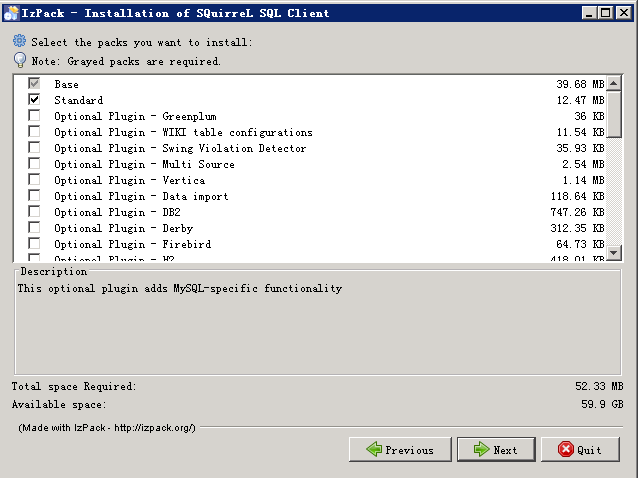 IzPack - Installation of SQuirreL SQL Client
Select the packs you want to install:
Note: Grayed packs are required.
Base 39.68 MB
Standard 12.47 MB
Optional Plugin - Greenplum 36 KB
Optional Plugin - WIKI table configurations 11.54 KB
Optional Plugin - Swing Violation Detector 35.93 KB
Optional Plugin - Multi Source 2.54 MB
Optional Plugin - Vertica 1.14 MB
Optional Plugin - Data import 118.64 KB
Optional Plugin - DB2 747.26 KB
Optional Plugin - Derby 312.35 KB
Optional Plugin - Firebird 64.73 KB
Optional Plugin - H2 418.01 KB
Description
This optional plugin adds MySQL-specific functionality
Total space Required: 52.33 MB
Available space: 59.9 GB
(Made with IzPack - http://izpack.org/)
Previous Next Quit